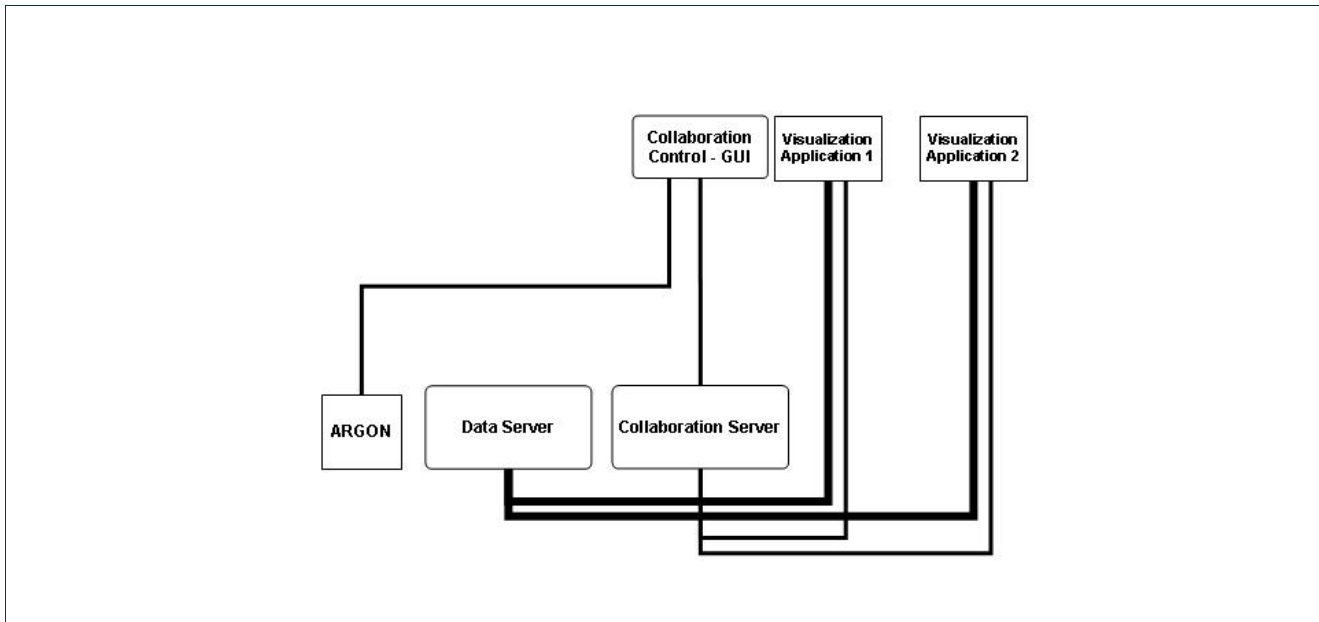 Collaboration
Control - GUI
Visualization
Application 1
Visualization
Application 2
ARGON
Data Server
Collaboration Server